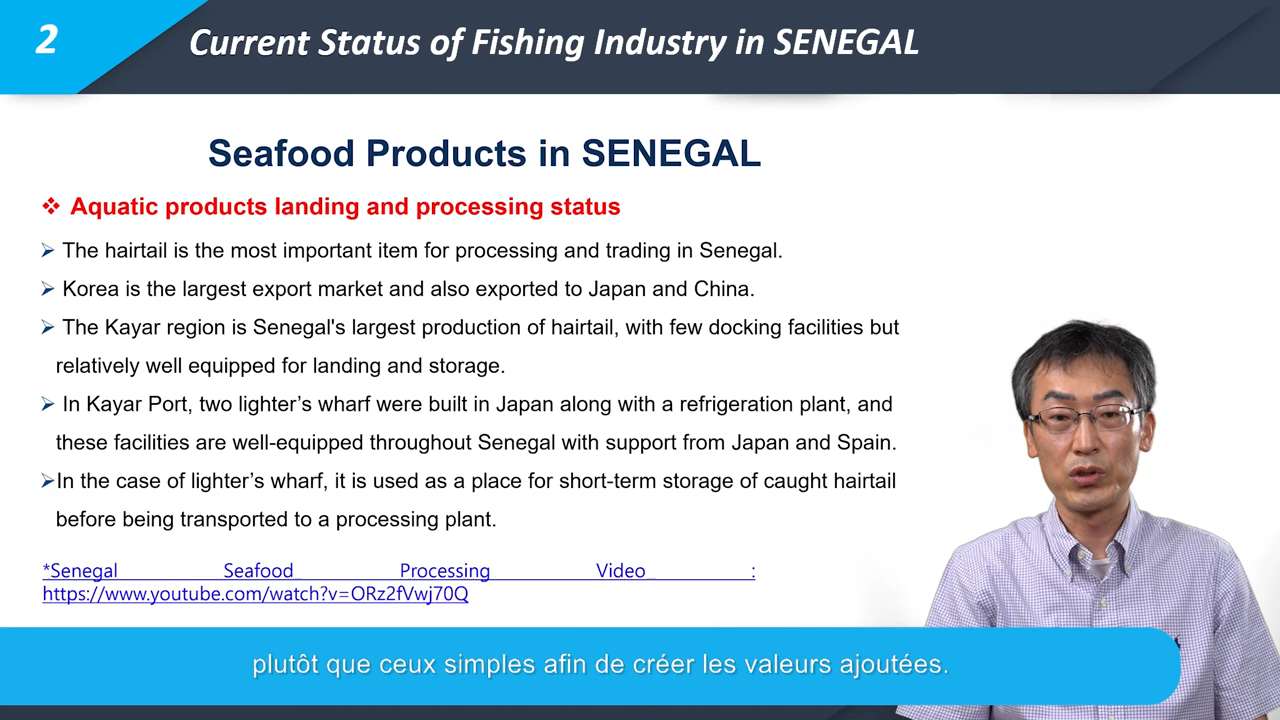 2
Current Status of Fishing Industry in SENEGAL
Seafood Products in SENEGAL
❖ Aquatic products landing and processing status
➢ The hairtail is the most important item for processing and trading in Senegal.
➢ Korea is the largest export market and also exported to Japan and China.
➢ The Kayar region is Senegal's largest production of hairtail, with few docking facilities but
relatively well equipped for landing and storage.
➢ In Kayar Port, two lighter’s wharf were built in Japan along with a refrigeration plant, and
these facilities are well-equipped throughout Senegal with support from Japan and Spain.
➢In the case of lighter’s wharf, it is used as a place for short-term storage of caught hairtail
before being transported to a processing plant.
*Senegal Seafood Processing Video :
https://www.youtube.com/watch?v=ORz2fVwj70Q
plutôt que ceux simples afin de créer les valeurs ajoutées.